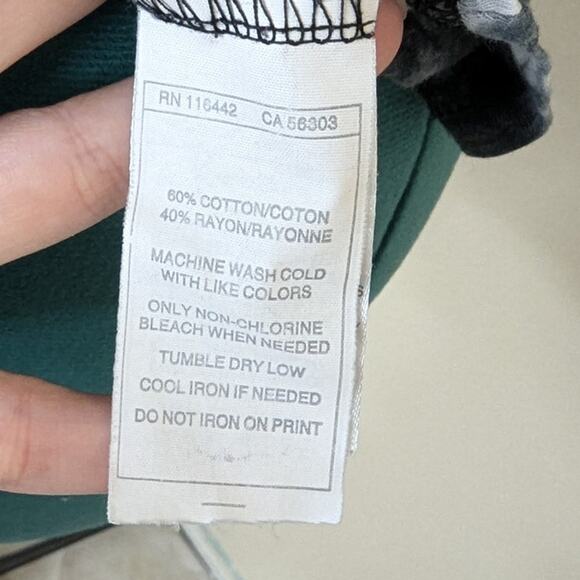 RN 116442 CA 56303
60% COTTON/COTON
40% RAYON/RAYONNE
MACHINE WASH COLD
WITH LIKE COLORS
ONLY NON-CHLORINE
BLEACH WHEN NEEDED
TUMBLE DRY LOW
COOL IRON IF NEEDED
DO NOT IRON ON PRINT